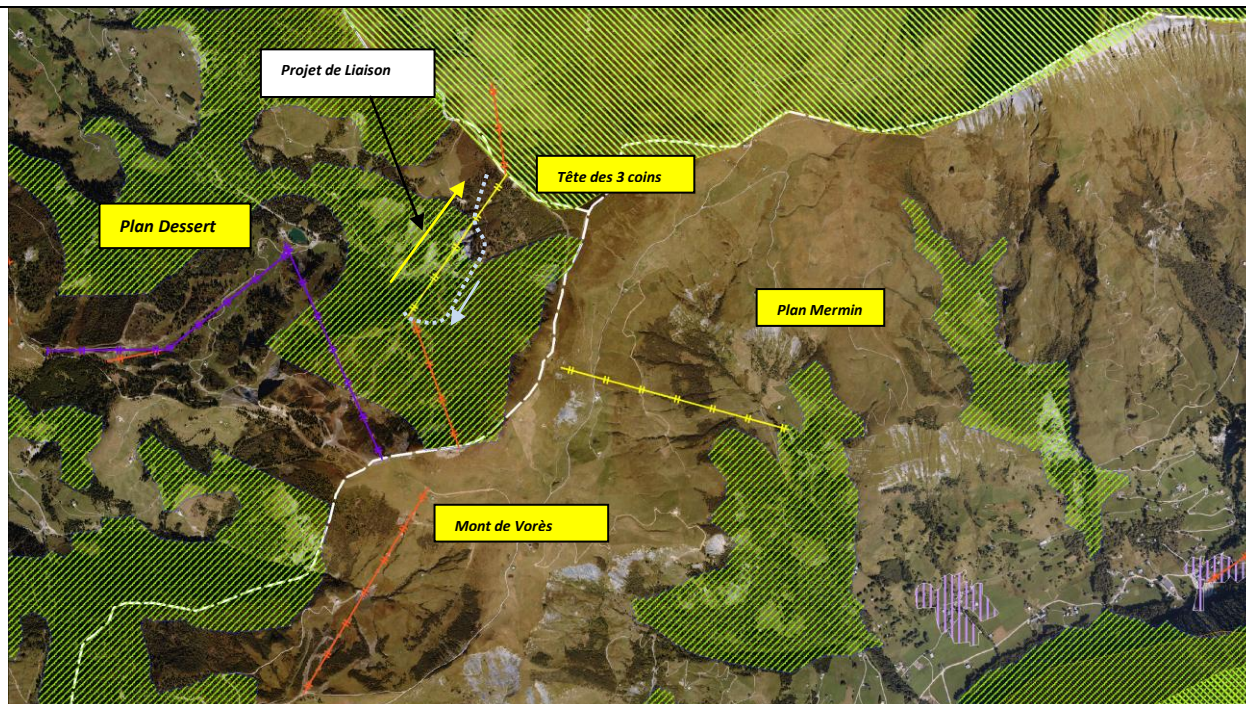 Projet de Liaison
Tête des 3 coins
Plan Dessert
Plan Mermin
Mont de Vorès